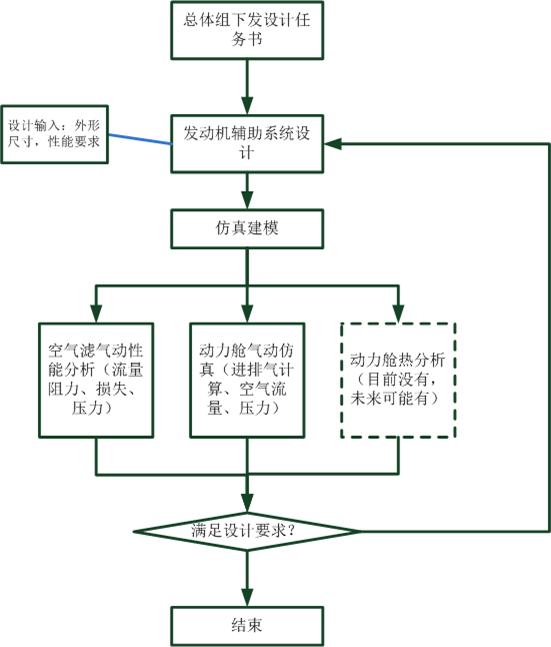 总体组下发设计任
务书
设计输入：外形
尺寸，性能要求
发动机辅助系统设
计
仿真建模
空气滤气动性
能分析（流量
阻力、损失、
压力）
动力舱气动仿
真（进排气计
算、空气流
量、压力）
动力舱热分析
（目前没有，
未来可能有）
满足设计要求？
结束